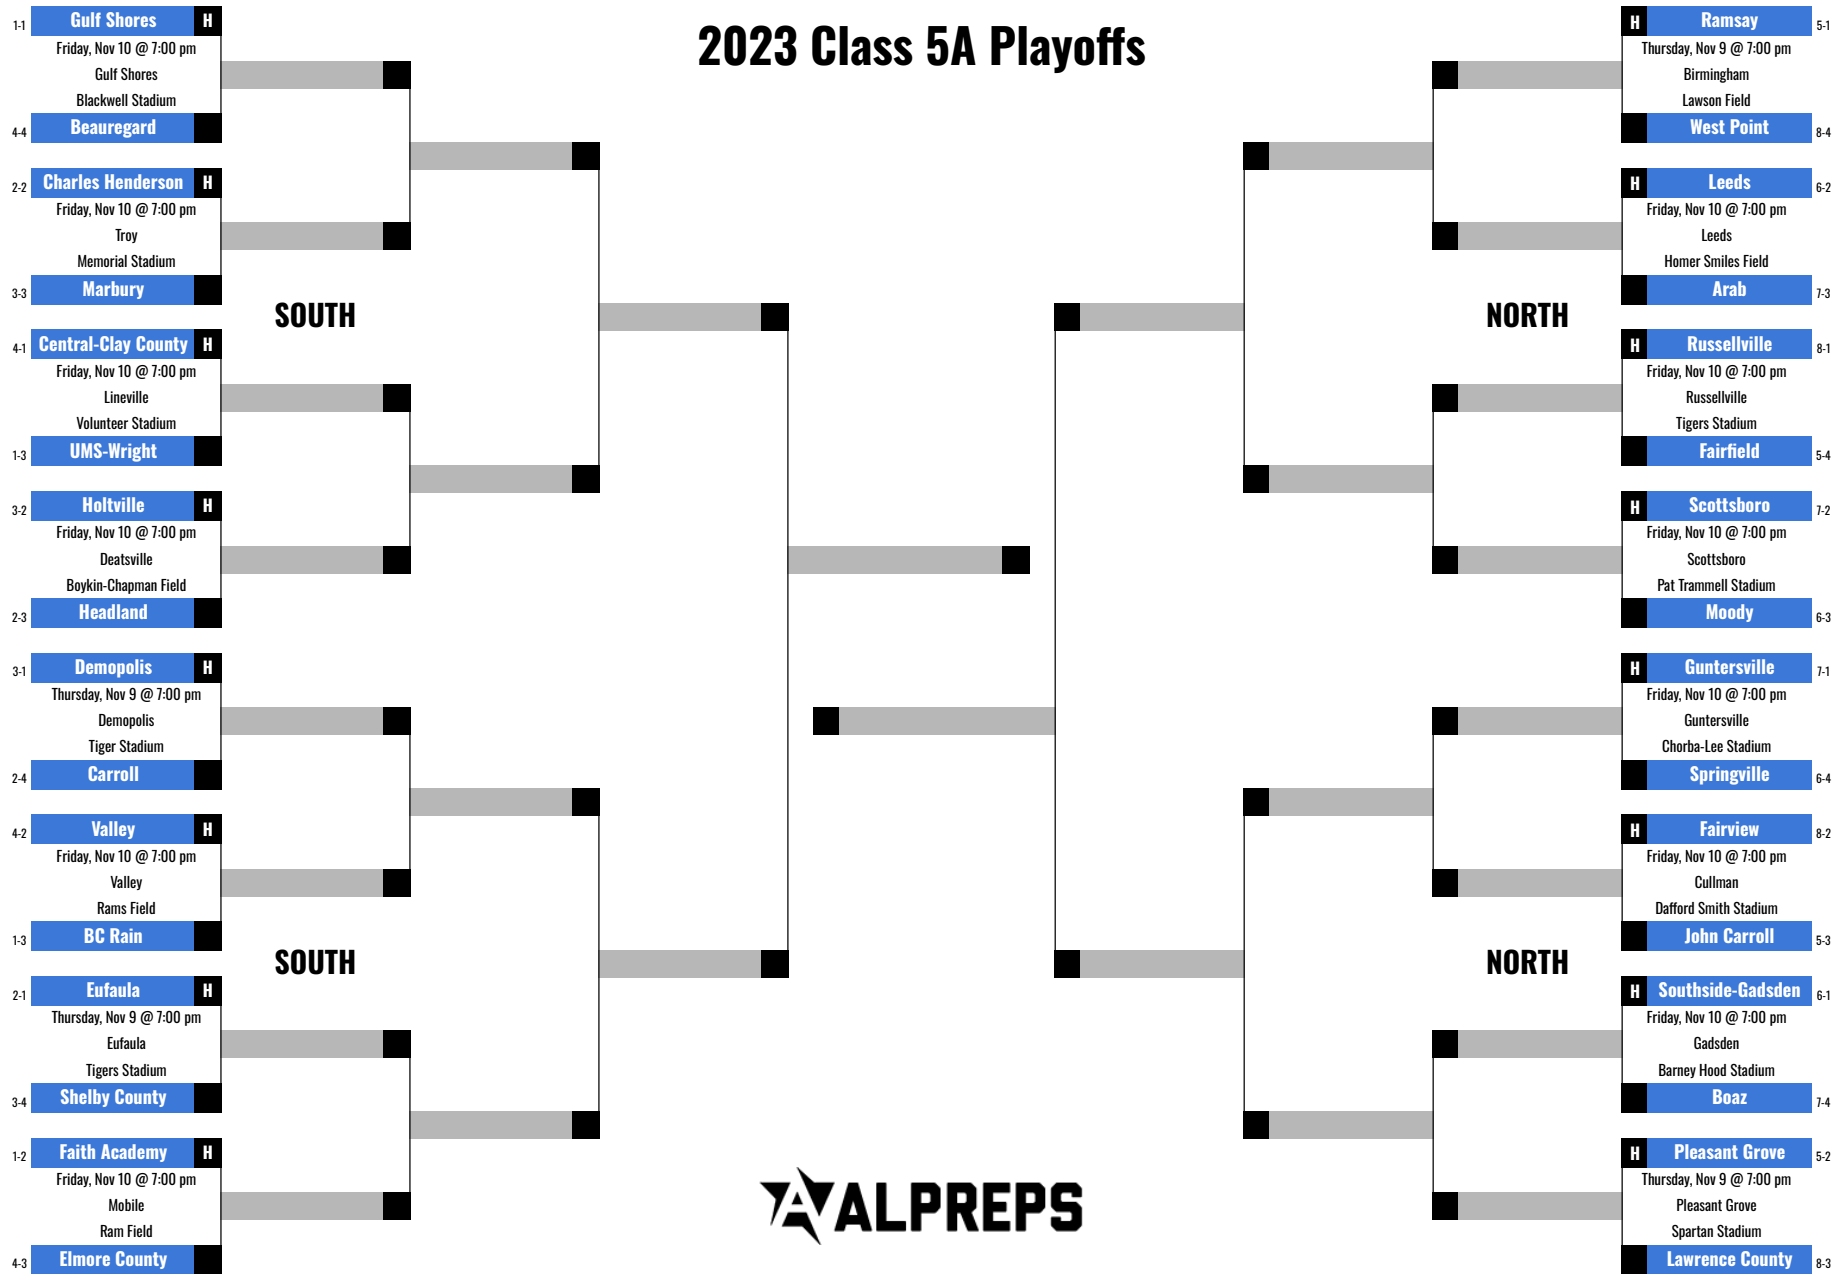 2023 Class 5A Playoffs
1-1 Gulf Shores H
Friday, Nov 10 @ 7:00 pm
Gulf Shores
Blackwell Stadium
4-4 Beauregard
2-2 Charles Henderson H
Friday, Nov 10 @ 7:00 pm
Troy
Memorial Stadium
3-3 Marbury
SOUTH
4-1 Central-Clay County H
Friday, Nov 10 @ 7:00 pm
Lineville
Volunteer Stadium
1-3 UMS-Wright
3-2 Holtville H
Friday, Nov 10 @ 7:00 pm
Deatsville
Boykin-Chapman Field
2-3 Headland
3-1 Demopolis H
Thursday, Nov 9 @ 7:00 pm
Demopolis
Tiger Stadium
2-4 Carroll
4-2 Valley H
Friday, Nov 10 @ 7:00 pm
Valley
Rams Field
1-3 BC Rain
SOUTH
2-1 Eufaula H
Thursday, Nov 9 @ 7:00 pm
Eufaula
Tigers Stadium
3-4 Shelby County
1-2 Faith Academy H
Friday, Nov 10 @ 7:00 pm
Mobile
Ram Field
4-3 Elmore County
H Ramsay 5-1
Thursday, Nov 9 @ 7:00 pm
Birmingham
Lawson Field
West Point 8-4
H Leeds 6-2
Friday, Nov 10 @ 7:00 pm
Leeds
Homer Smiles Field
Arab 7-3
NORTH
H Russellville 8-1
Friday, Nov 10 @ 7:00 pm
Russellville
Tigers Stadium
Fairfield 5-4
H Scottsboro 7-2
Friday, Nov 10 @ 7:00 pm
Scottsboro
Pat Trammell Stadium
Moody 6-3
H Guntersville 7-1
Friday, Nov 10 @ 7:00 pm
Guntersville
Chorba-Lee Stadium
Springville 6-4
H Fairview 8-2
Friday, Nov 10 @ 7:00 pm
Cullman
Dafford Smith Stadium
John Carroll 5-3
NORTH
H Southside-Gadsden 6-1
Friday, Nov 10 @ 7:00 pm
Gadsden
Barney Hood Stadium
Boaz 7-4
H Pleasant Grove 5-2
Thursday, Nov 9 @ 7:00 pm
Pleasant Grove
Spartan Stadium
Lawrence County 8-3
ALPREPS